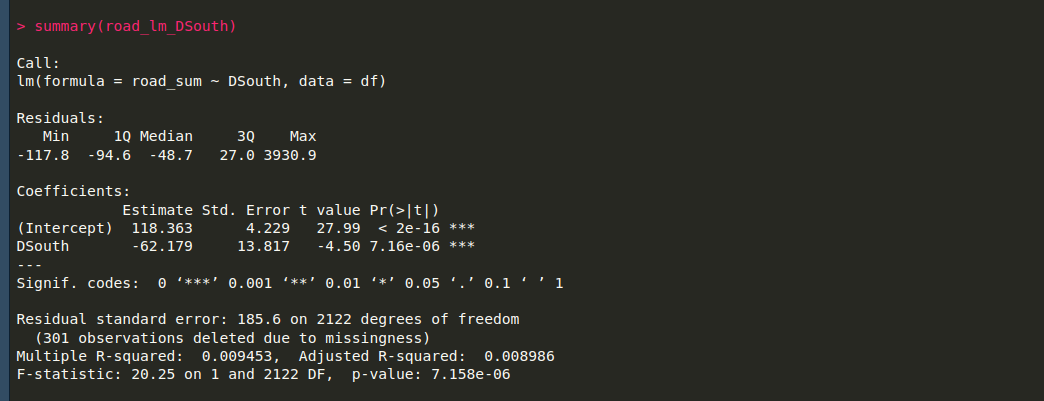 > summary(road_lm_DSouth)
Call:
lm(formula = road_sum ~ DSouth, data = df)
Residuals:
   Min     1Q Median     3Q    Max
-117.8  -94.6  -48.7   27.0 3930.9
Coefficients:
            Estimate Std. Error t value Pr(>|t|)
(Intercept)  118.363      4.229   27.99  < 2e-16 ***
DSouth       -62.179     13.817   -4.50 7.16e-06 ***
---
Signif. codes:  0 ‘***’ 0.001 ‘**’ 0.01 ‘*’ 0.05 ‘.’ 0.1 ‘ ’ 1
Residual standard error: 185.6 on 2122 degrees of freedom
  (301 observations deleted due to missingness)
Multiple R-squared:  0.009453,  Adjusted R-squared:  0.008986
F-statistic: 20.25 on 1 and 2122 DF,  p-value: 7.158e-06